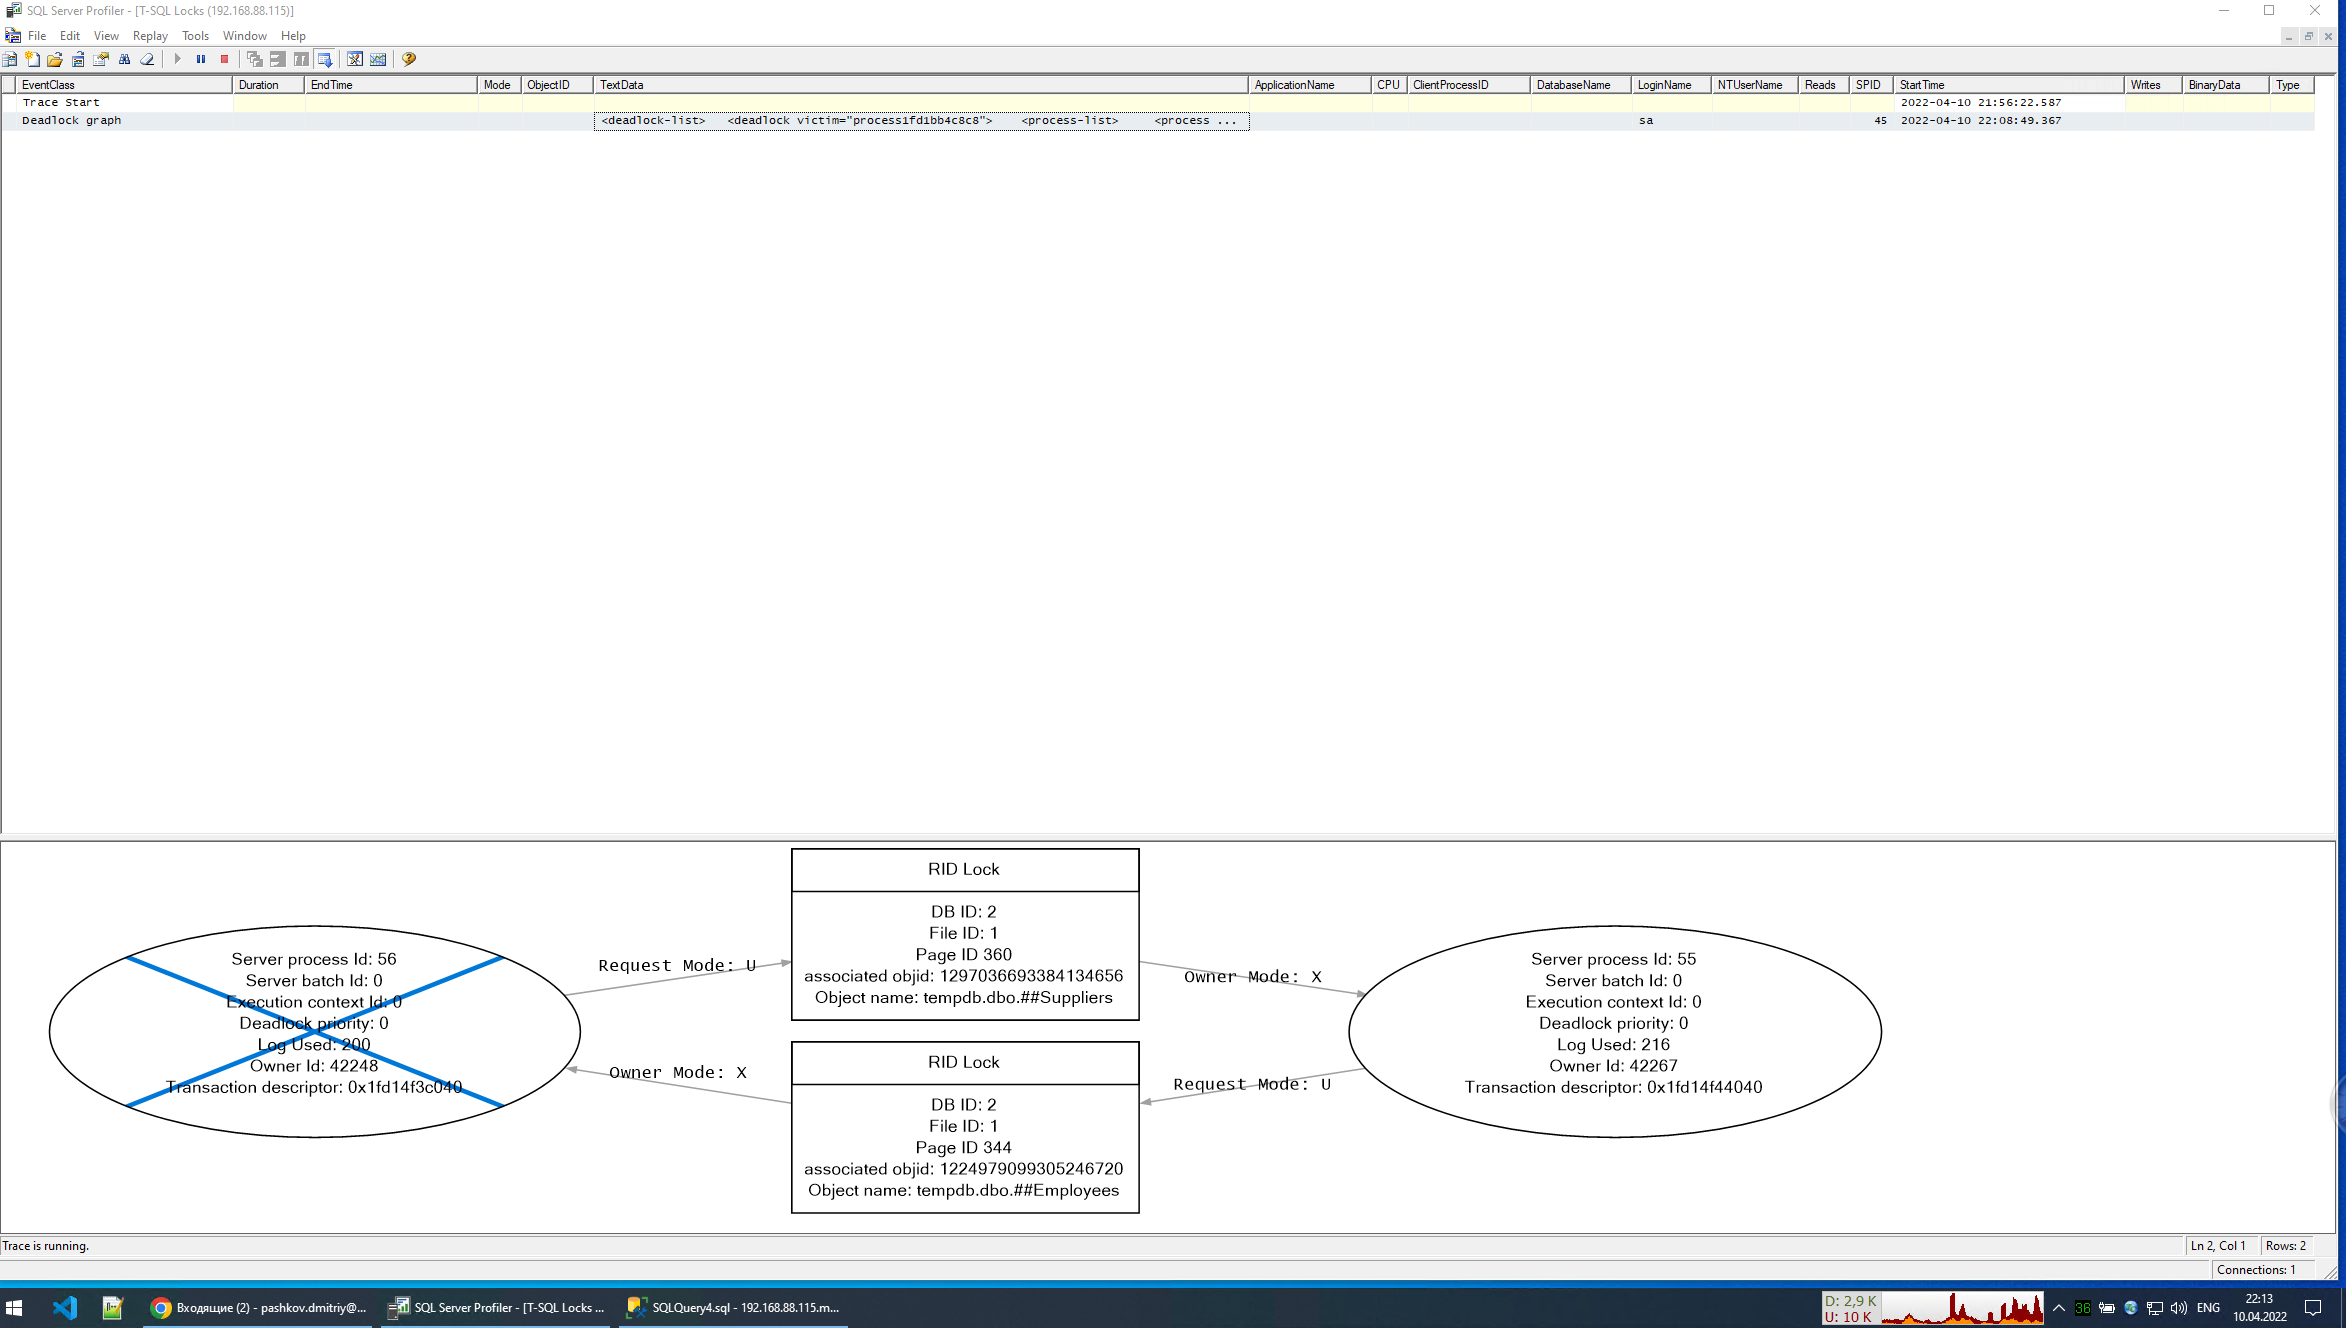 SQL Server Profiler - [T-SQL Locks (192.168.88.115)]
File Edit View Replay Tools Window Help
EventClass Duration EndTime Mode ObjectID TextData ApplicationName CPU ClientProcessID DatabaseName LoginName NTUserName Reads SPID StartTime Writes BinaryData Type
Trace Start 2022-04-10 21:56:22.587
Deadlock graph <deadlock-list> <deadlock victim="process1fd1bb4c8c8"> <process-list> <process ... sa 45 2022-04-10 22:08:49.367
Server process Id: 56
Server batch Id: 0
Execution context Id: 0
Deadlock priority: 0
Log Used: 200
Owner Id: 42248
Transaction descriptor: 0x1fd14f3c040
Request Mode: U
Owner Mode: X
RID Lock
DB ID: 2
File ID: 1
Page ID 360
associated objid: 1297036693384134656
Object name: tempdb.dbo.##Suppliers
RID Lock
DB ID: 2
File ID: 1
Page ID 344
associated objid: 1224979099305246720
Object name: tempdb.dbo.##Employees
Owner Mode: X
Request Mode: U
Server process Id: 55
Server batch Id: 0
Execution context Id: 0
Deadlock priority: 0
Log Used: 216
Owner Id: 42267
Transaction descriptor: 0x1fd14f44040
Trace is running.
Ln 2, Col 1
Rows: 2
Connections: 1
Входящие (2) - pashkov.dmitriy@...
SQL Server Profiler - [T-SQL Locks ...
SQLQuery4.sql - 192.168.88.115.m...
D: 2,9 K
U: 10 K
36
ENG
22:13
10.04.2022